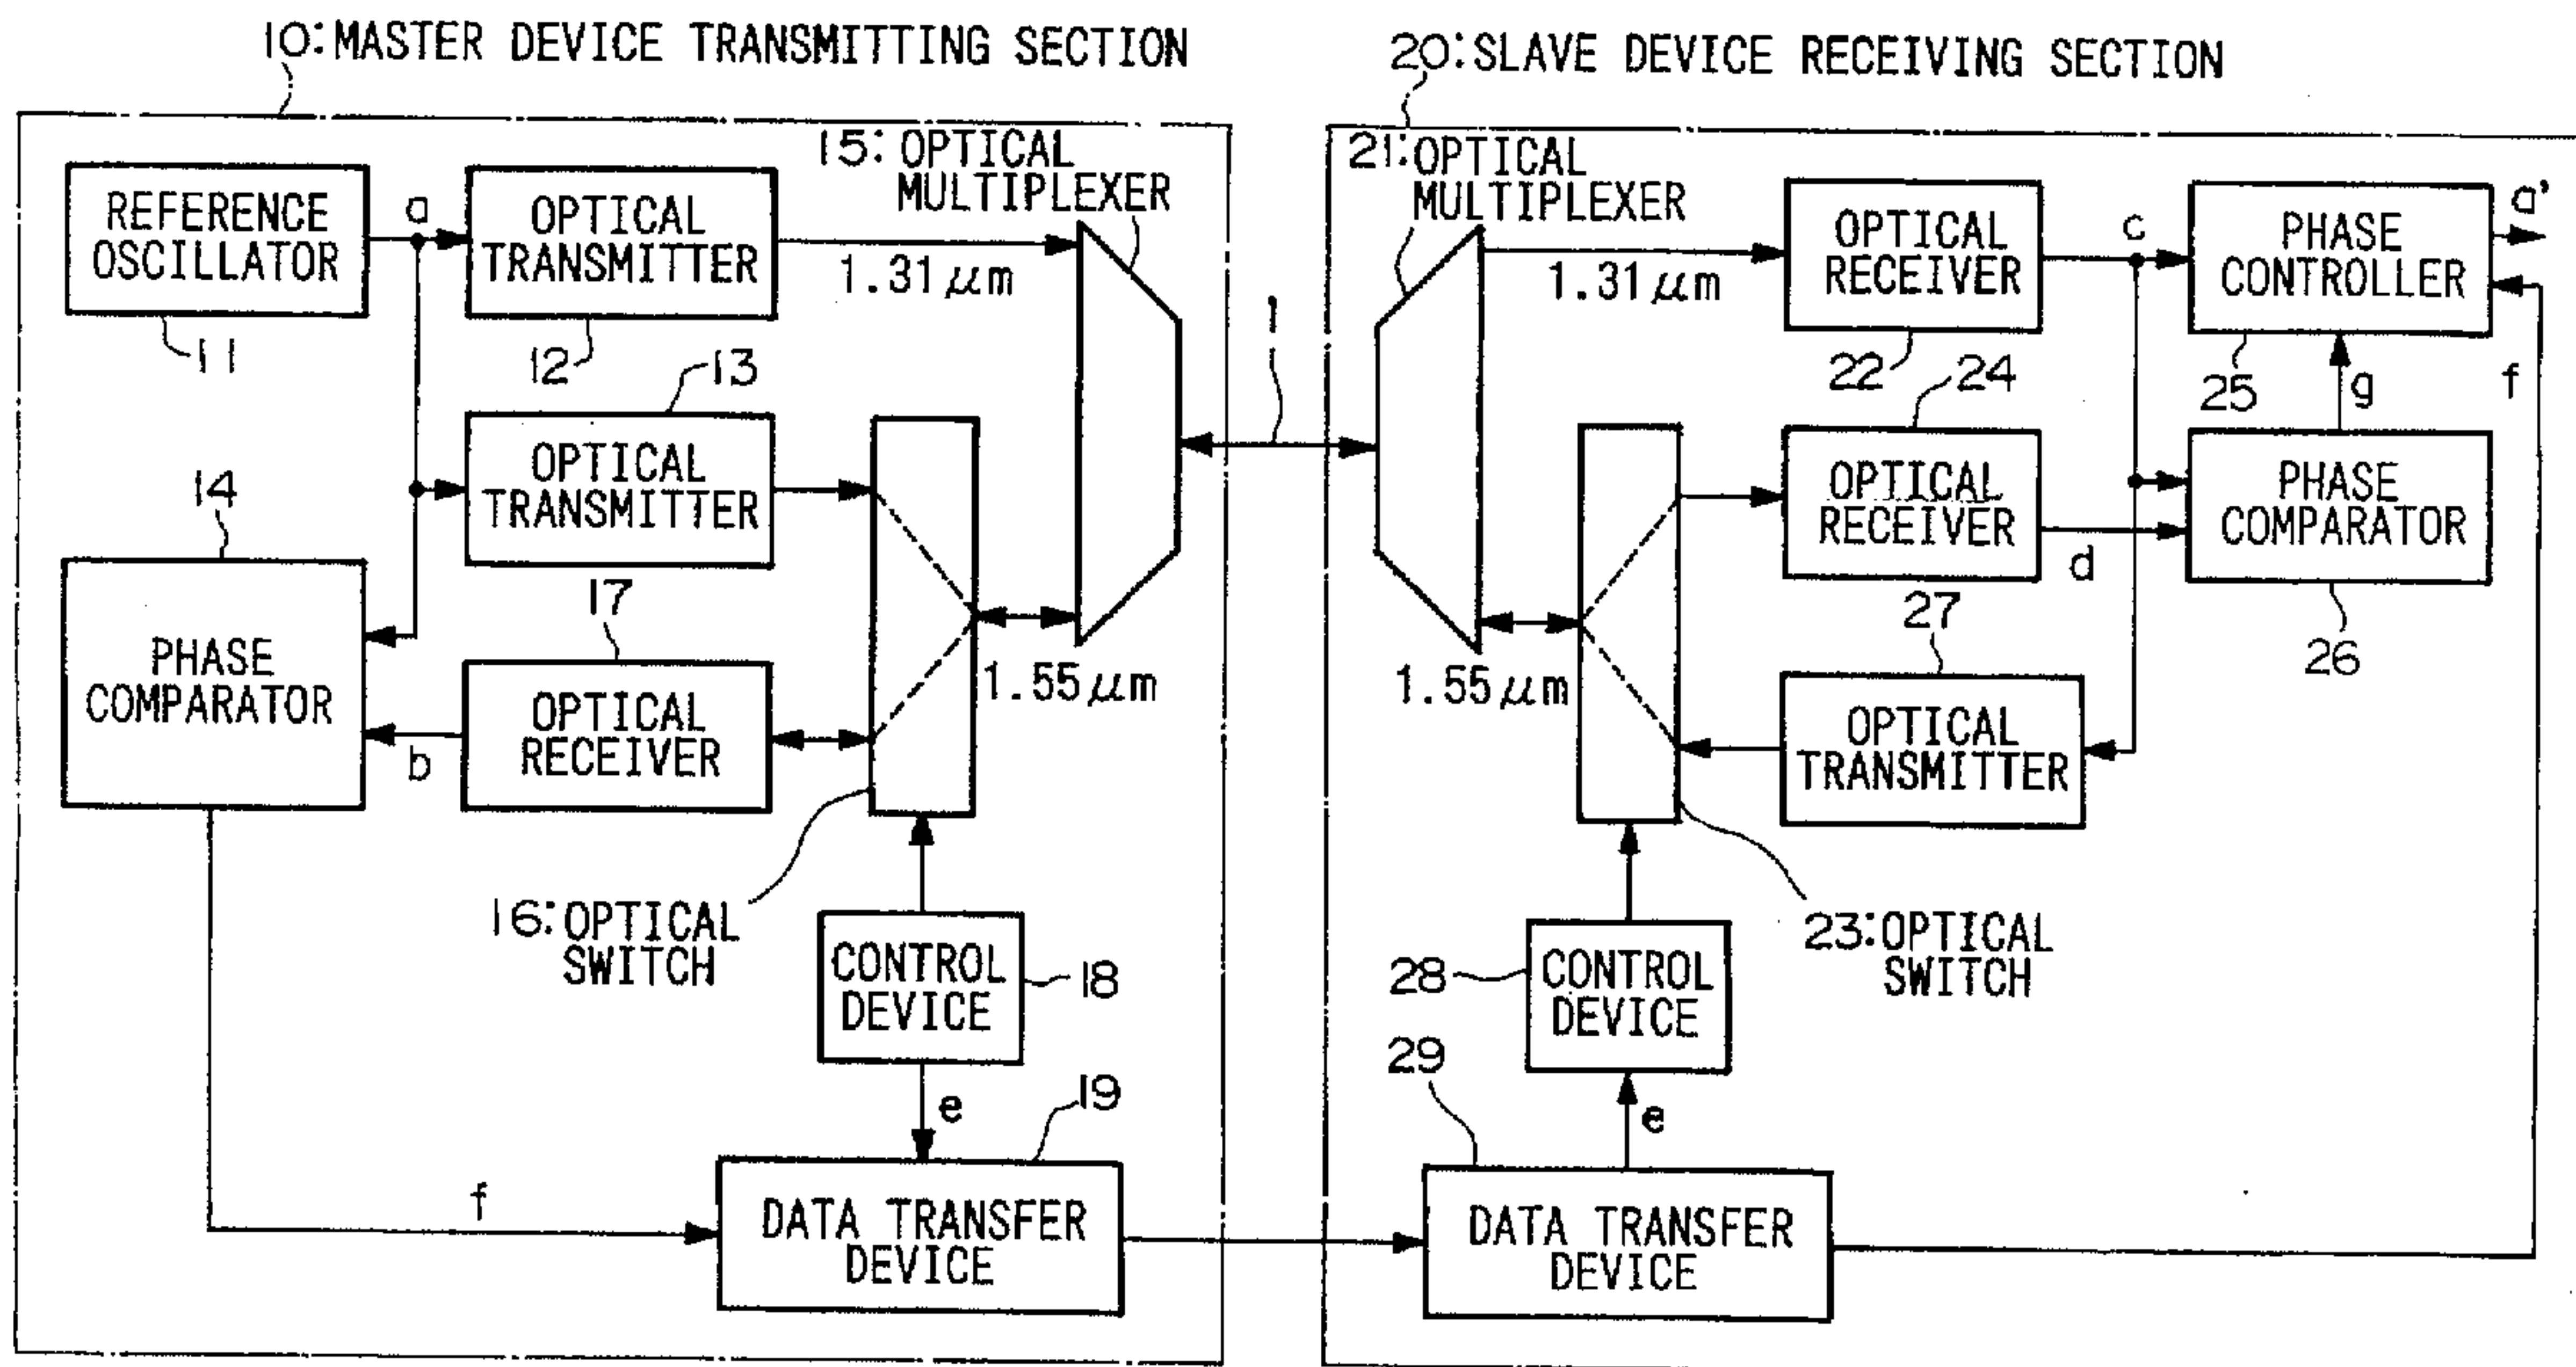 10: MASTER DEVICE TRANSMITTING SECTION
20: SLAVE DEVICE RECEIVING SECTION
15: OPTICAL
MULTIPLEXER
21: OPTICAL
MULTIPLEXER
REFERENCE
OSCILLATOR
11
a
OPTICAL
TRANSMITTER
12
1.31μm
1
1.31μm
OPTICAL
RECEIVER
22
c
PHASE
CONTROLLER
25
a'
f
g
13
OPTICAL
TRANSMITTER
24
OPTICAL
RECEIVER
d
PHASE
COMPARATOR
26
14
PHASE
COMPARATOR
b
17
OPTICAL
RECEIVER
1.55μm
1.55μm
27
OPTICAL
TRANSMITTER
16: OPTICAL
SWITCH
CONTROL
DEVICE
18
28
CONTROL
DEVICE
23: OPTICAL
SWITCH
e
19
29
e
f
DATA TRANSFER
DEVICE
DATA TRANSFER
DEVICE